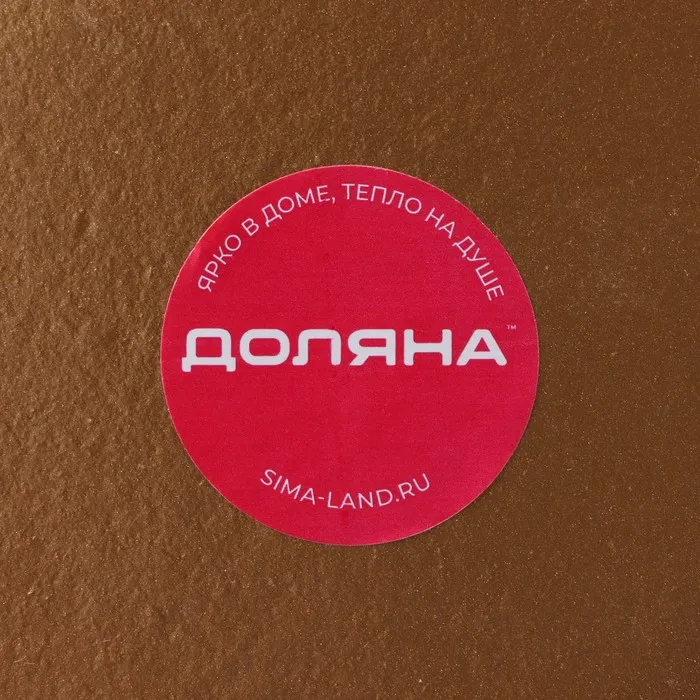 ЯРКО В ДОМЕ, ТЕПЛО НА ДУШЕ
ДОЛЯНА™
SIMA-LAND.RU